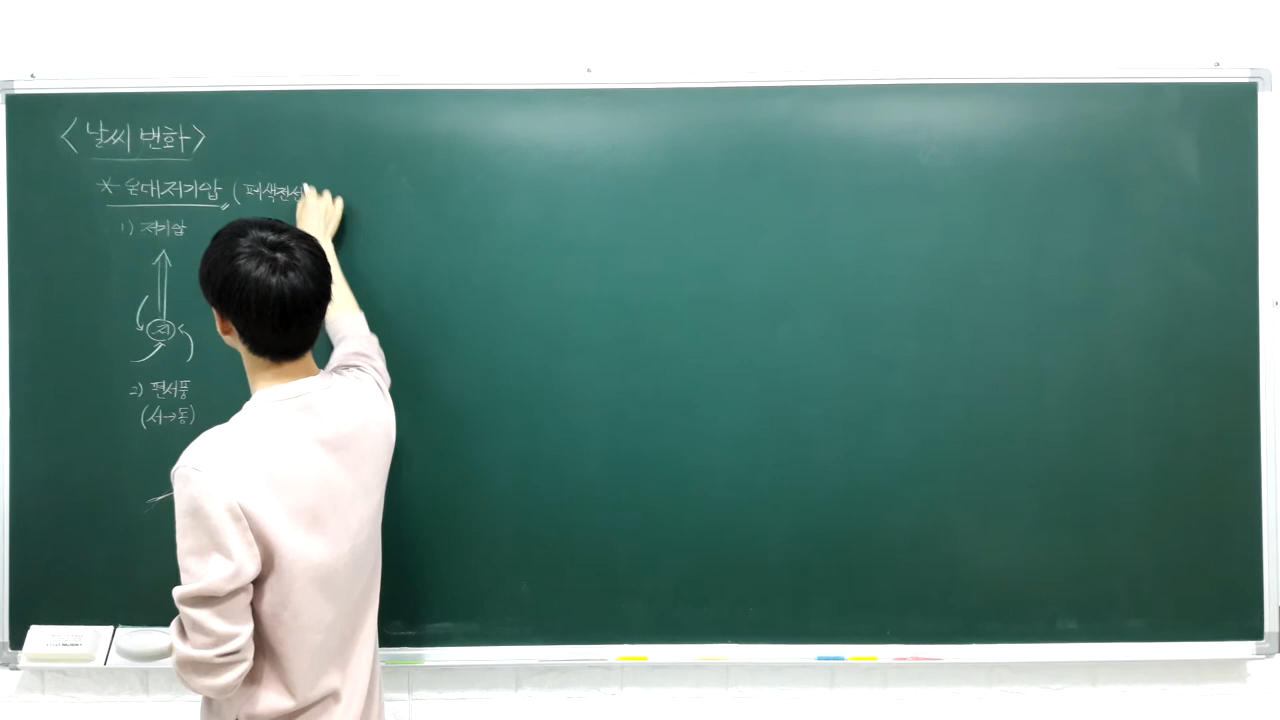 <날씨 변화>
* 온대저기압 (폐색전선
1) 저기압
저
2) 편서풍
(서→동)